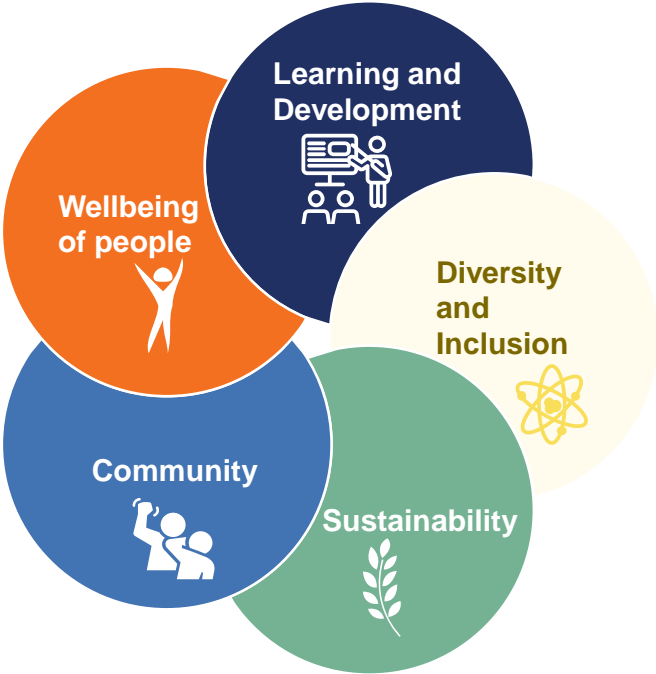 Learning and
Development
Wellbeing
of people
Diversity
and
Inclusion
Community
Sustainability